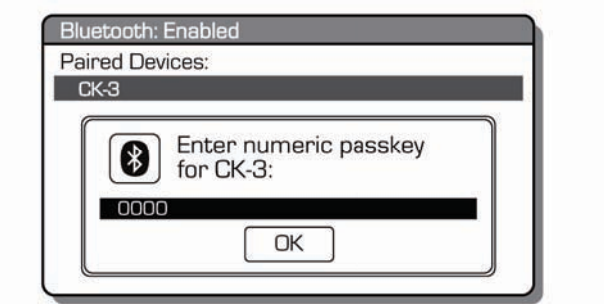 Bluetooth: Enabled
Paired Devices:
CK-3
Enter numeric passkey
for CK-3:
0000
OK